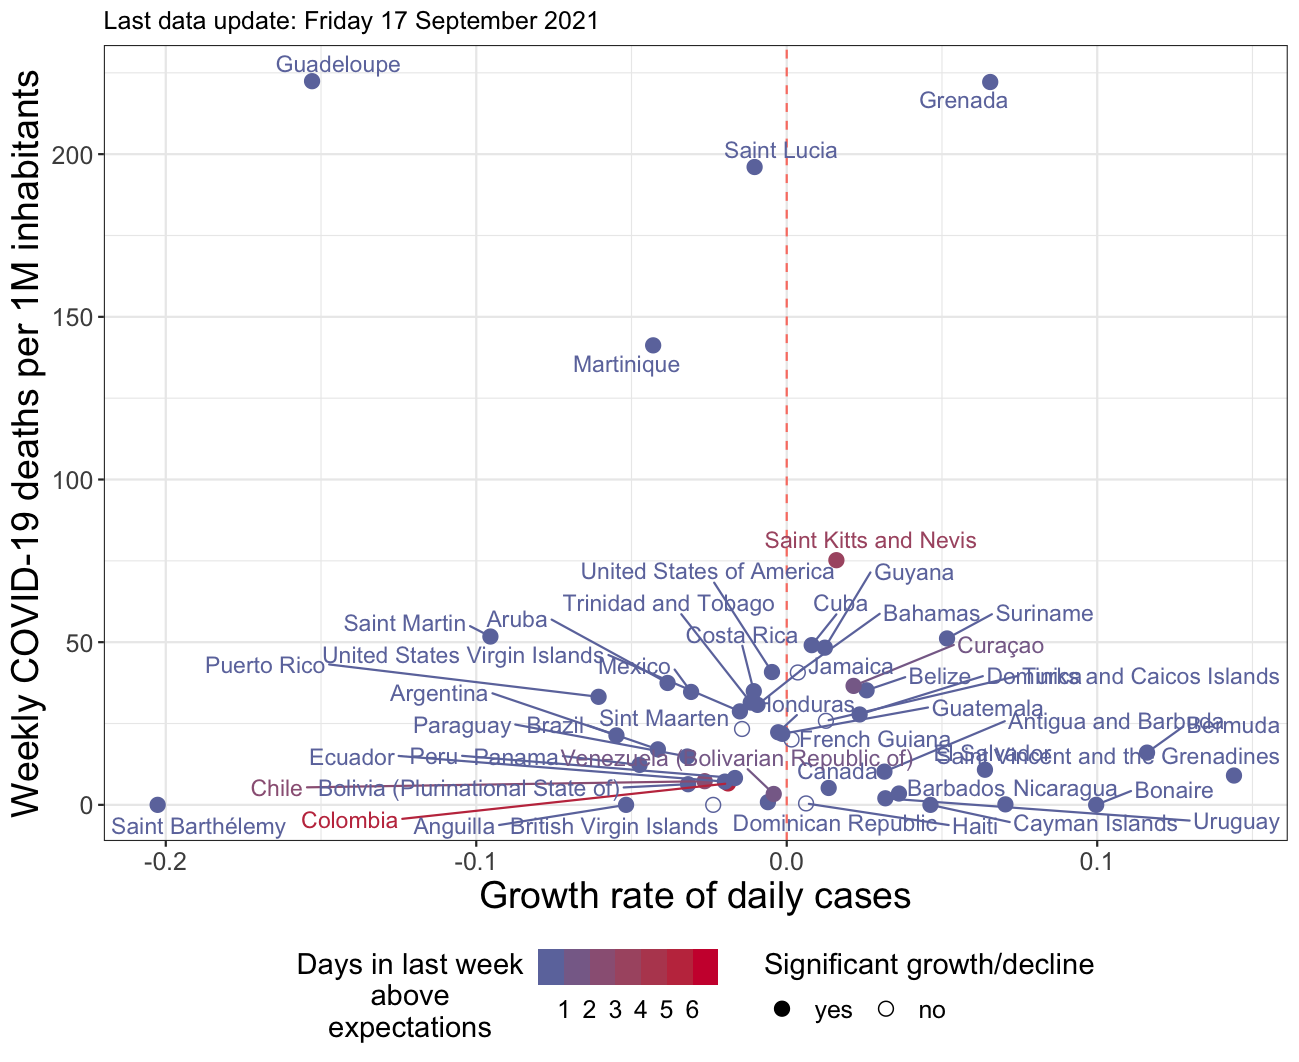 Last data update: Friday 17 September 2021
Weekly COVID-19 deaths per 1M inhabitants
200
150
100
50
0
Guadeloupe
Grenada
Saint Lucia
Martinique
Saint Kitts and Nevis
United States of America
Guyana
Trinidad and Tobago
Cuba
Bahamas
Suriname
Saint Martin
Aruba
Costa Rica
Curaçao
United States Virgin Islands
Mexico
Jamaica
Puerto Rico
Belize
Dominica
Turks and Caicos Islands
Argentina
Honduras
Guatemala
Sint Maarten
Paraguay
Brazil
Antigua and Barbuda
Bermuda
French Guiana
El Salvador
Saint Vincent and the Grenadines
Ecuador
Peru
Panama
Venezuela (Bolivarian Republic of)
Canada
Chile
Bolivia (Plurinational State of)
Barbados
Nicaragua
Bonaire
Colombia
Saint Barthélemy
Anguilla
British Virgin Islands
Dominican Republic
Haiti
Cayman Islands
Uruguay
-0.2
-0.1
0.0
0.1
Growth rate of daily cases
Days in last week
above
expectations
1 2 3 4 5 6
Significant growth/decline
yes
no